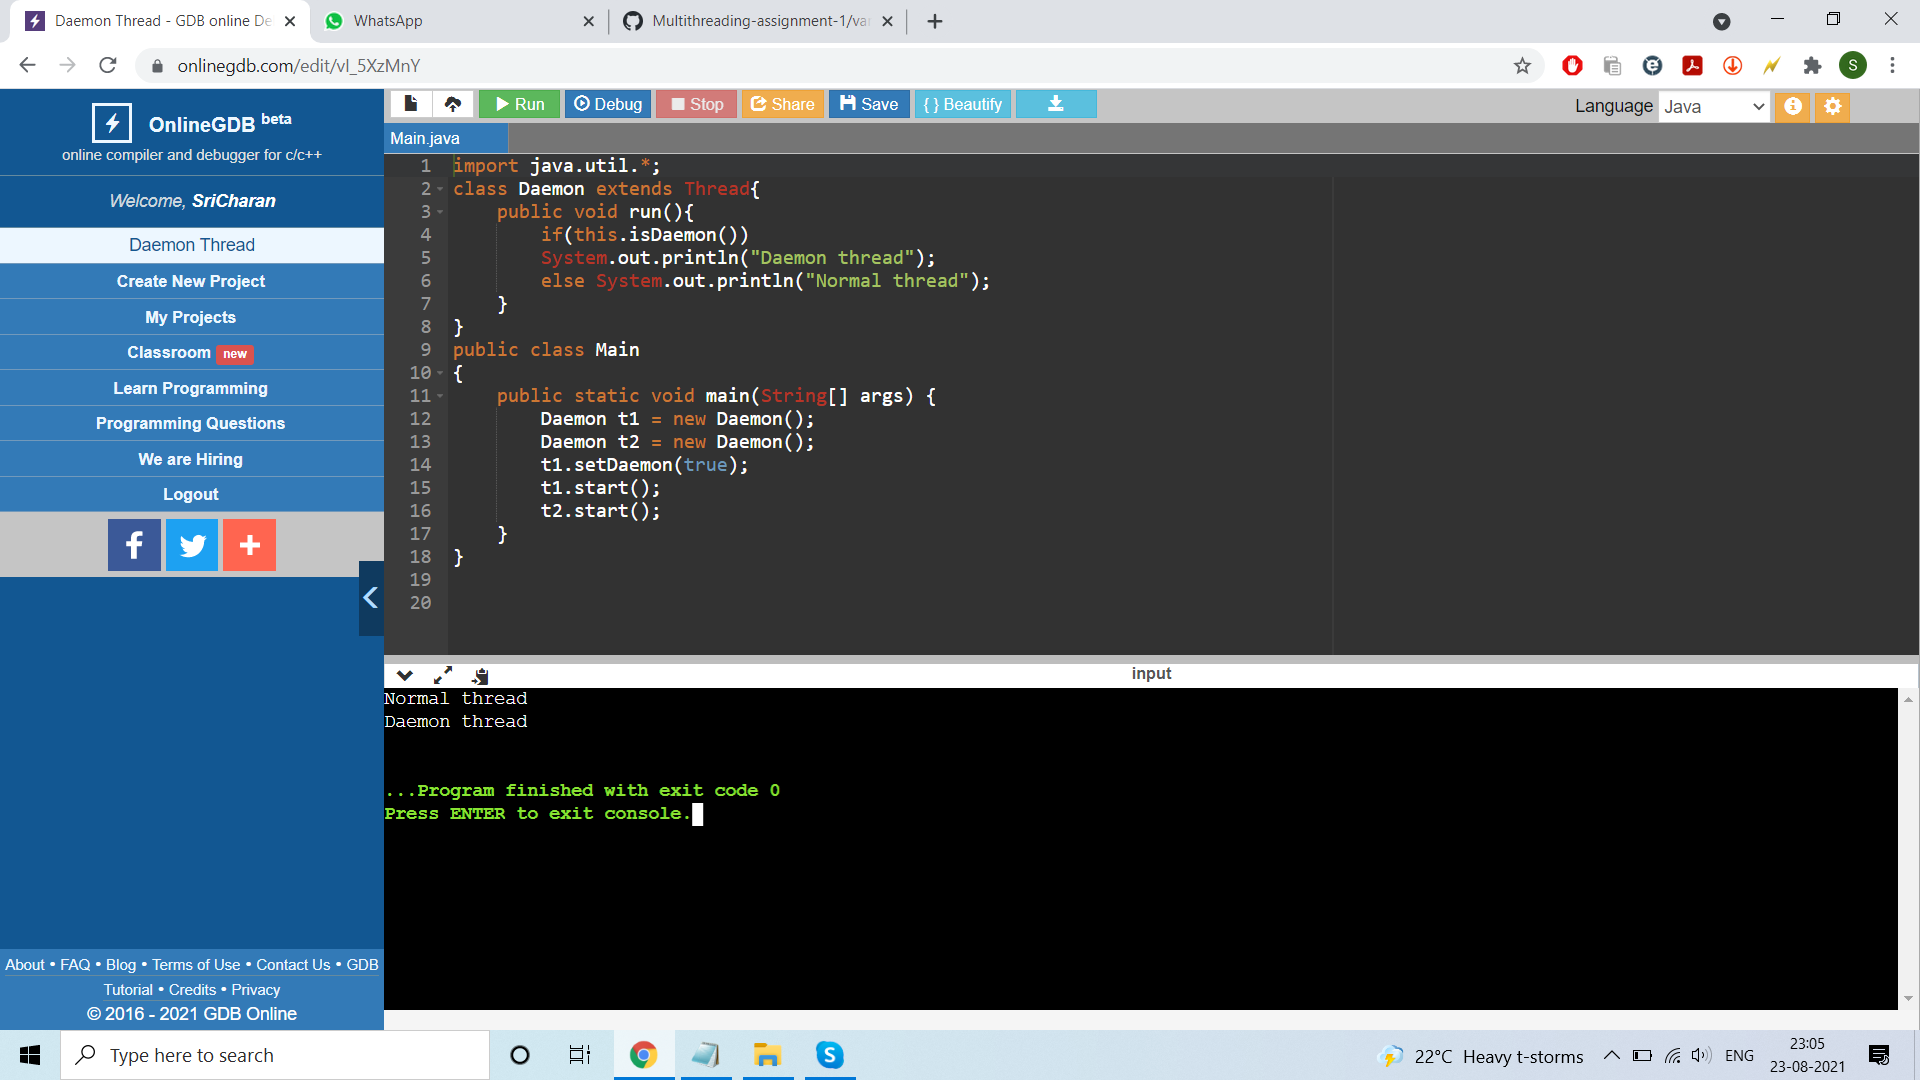 Daemon Thread - GDB online De
WhatsApp
Multithreading-assignment-1/va
onlinegdb.com/edit/vI_5XzMnY
S
OnlineGDB beta
online compiler and debugger for c/c++
Welcome, SriCharan
Daemon Thread
Create New Project
My Projects
Classroom new
Learn Programming
Programming Questions
We are Hiring
Logout
About • FAQ • Blog • Terms of Use • Contact Us • GDB
Tutorial • Credits • Privacy
© 2016 - 2021 GDB Online
Run Debug Stop Share Save { } Beautify
Language Java
Main.java
1 import java.util.*;
2 class Daemon extends Thread{
3 public void run(){
4 if(this.isDaemon())
5 System.out.println("Daemon thread");
6 else System.out.println("Normal thread");
7 }
8 }
9 public class Main
10 {
11 public static void main(String[] args) {
12 Daemon t1 = new Daemon();
13 Daemon t2 = new Daemon();
14 t1.setDaemon(true);
15 t1.start();
16 t2.start();
17 }
18 }
19
20
input
Normal thread
Daemon thread
...Program finished with exit code 0
Press ENTER to exit console.
Type here to search
22°C Heavy t-storms
ENG
23:05
23-08-2021